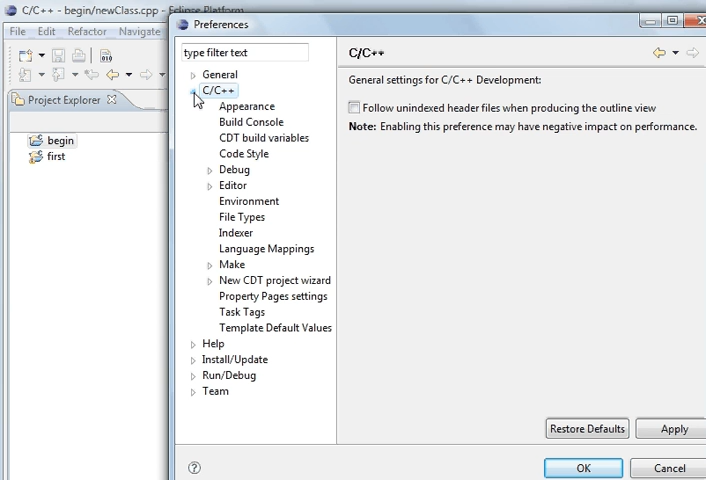 C/C++ - begin/newClass.cpp - Eclipse Platform
File Edit Refactor Navigate
Project Explorer
begin
first
Preferences
type filter text
General
C/C++
Appearance
Build Console
CDT build variables
Code Style
Debug
Editor
Environment
File Types
Indexer
Language Mappings
Make
New CDT project wizard
Property Pages settings
Task Tags
Template Default Values
Help
Install/Update
Run/Debug
Team
C/C++
General settings for C/C++ Development:
Follow unindexed header files when producing the outline view
Note: Enabling this preference may have negative impact on performance.
Restore Defaults Apply
OK Cancel